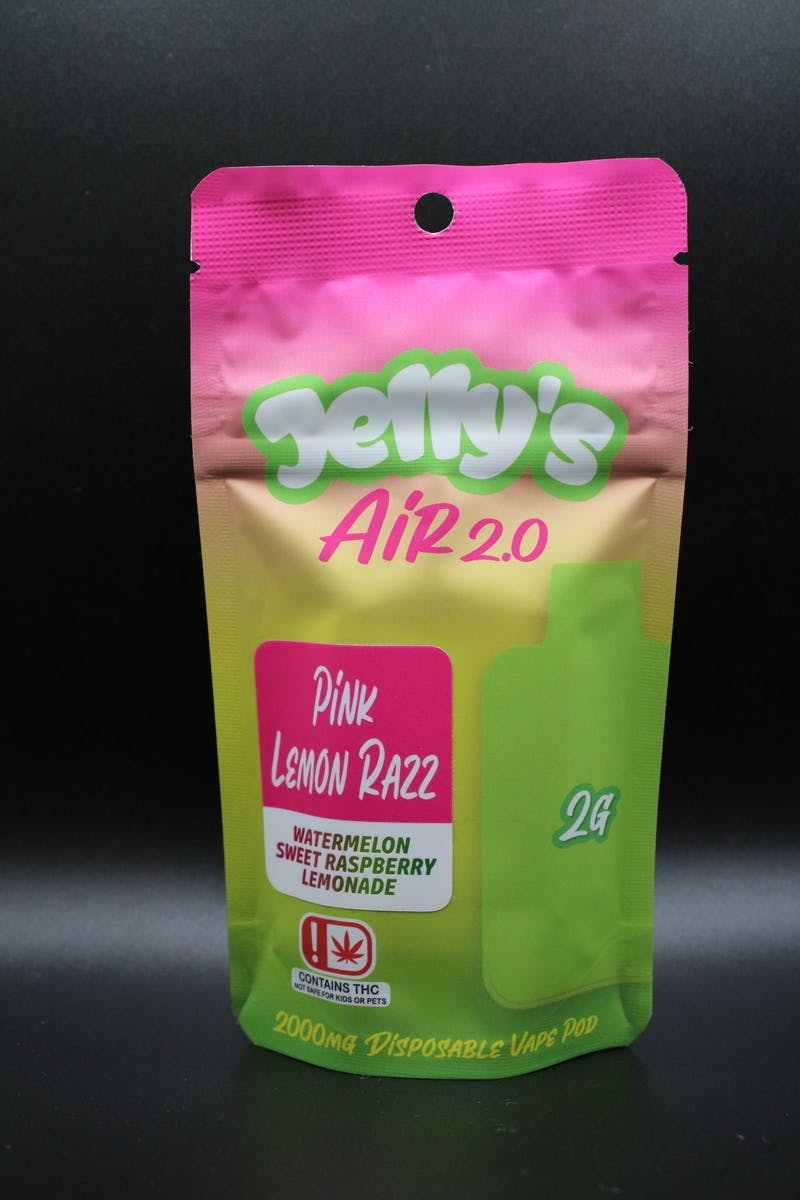 Jelly's
AiR 2.0
PiNK
LEMON RAZZ
WATERMELON
SWEET RASPBERRY
LEMONADE
2G
!
CONTAINS THC
NOT SAFE FOR KIDS OR PETS
2000MG DiSPOSABLE VAPE POD